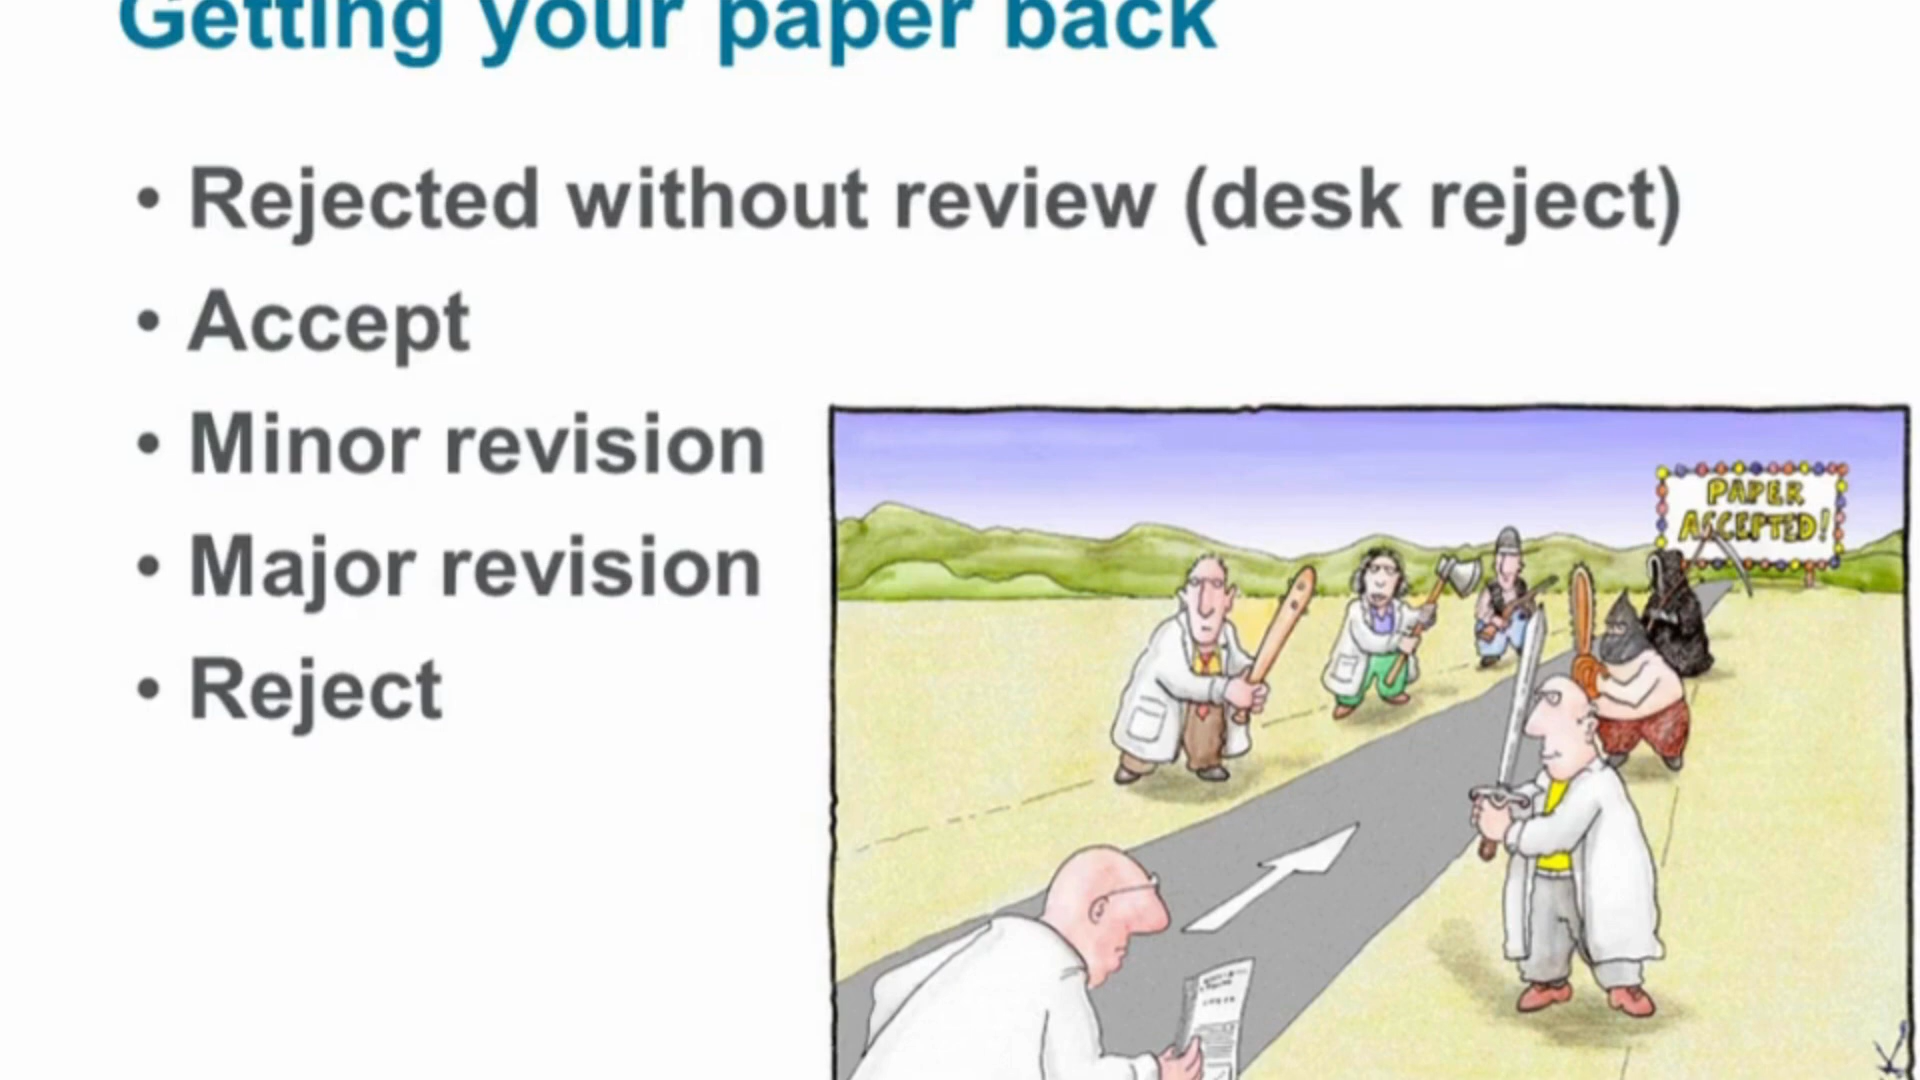 Getting your paper back
• Rejected without review (desk reject)
• Accept
• Minor revision
• Major revision
• Reject
PAPER
ACCEPTED!